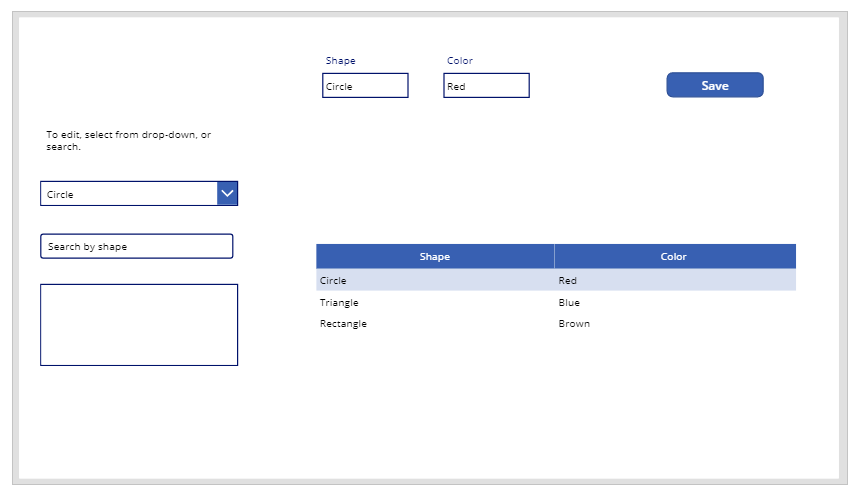 Shape Color
Circle Red Save
To edit, select from drop-down, or
search.
Circle
Search by shape
Shape Color
Circle Red
Triangle Blue
Rectangle Brown